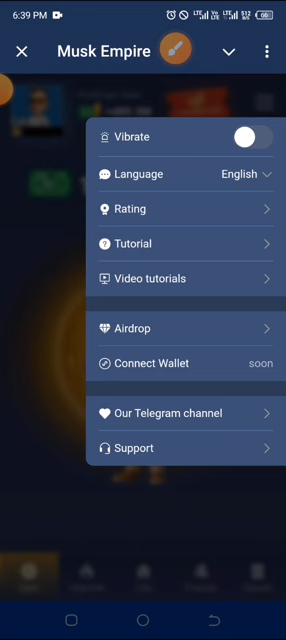 6:39 PM
Musk Empire
Vibrate
Language English
Rating
Tutorial
Video tutorials
Airdrop
Connect Wallet soon
Our Telegram channel
Support